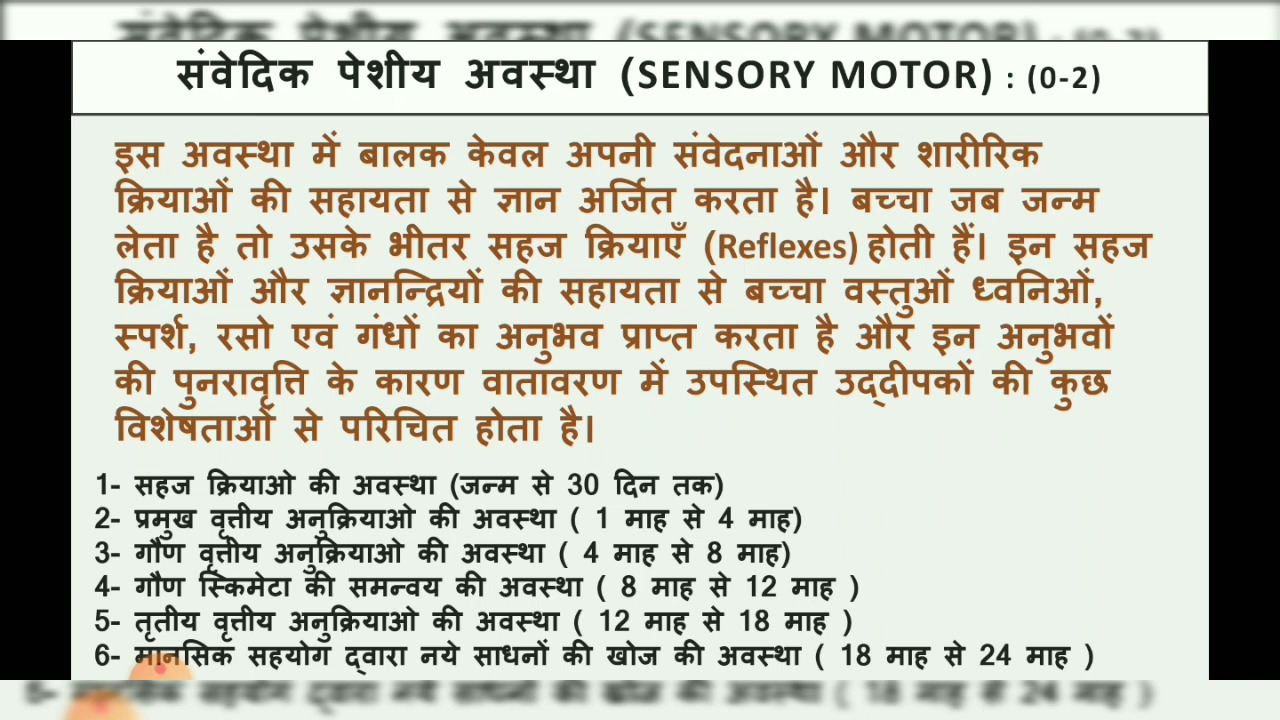 संवेदिक पेशीय अवस्था (SENSORY MOTOR) : (0-2)
इस अवस्था में बालक केवल अपनी संवेदनाओं और शारीरिक
क्रियाओं की सहायता से ज्ञान अर्जित करता है। बच्चा जब जन्म
लेता है तो उसके भीतर सहज क्रियाएँ (Reflexes) होती हैं। इन सहज
क्रियाओं और ज्ञानन्द्रियों की सहायता से बच्चा वस्तुओं ध्वनिओं,
स्पर्श, रसो एवं गंधों का अनुभव प्राप्त करता है और इन अनुभवों
की पुनरावृत्ति के कारण वातावरण में उपस्थित उद्दीपकों की कुछ
विशेषताओं से परिचित होता है।
1- सहज क्रियाओ की अवस्था (जन्म से 30 दिन तक)
2- प्रमुख वृत्तीय अनुक्रियाओ की अवस्था ( 1 माह से 4 माह)
3- गौण वृत्तीय अनुक्रियाओ की अवस्था ( 4 माह से 8 माह)
4- गौण स्किमेटा की समन्वय की अवस्था ( 8 माह से 12 माह )
5- तृतीय वृत्तीय अनुक्रियाओ की अवस्था ( 12 माह से 18 माह )
6- मानसिक सहयोग द्वारा नये साधनों की खोज की अवस्था ( 18 माह से 24 माह )